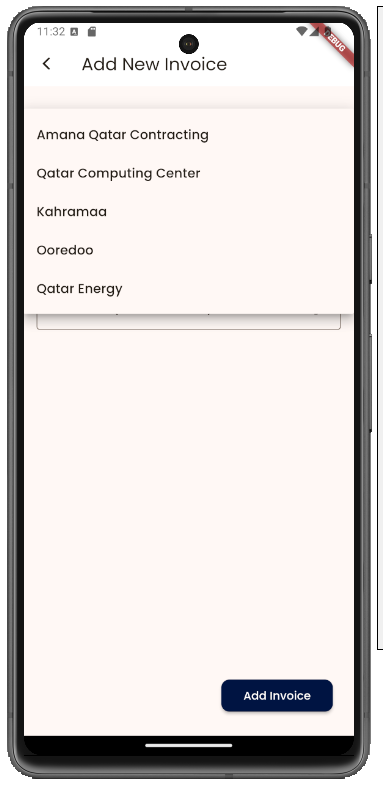 11:32
DEBUG
Add New Invoice
Amana Qatar Contracting
Qatar Computing Center
Kahramaa
Ooredoo
Qatar Energy
Add Invoice